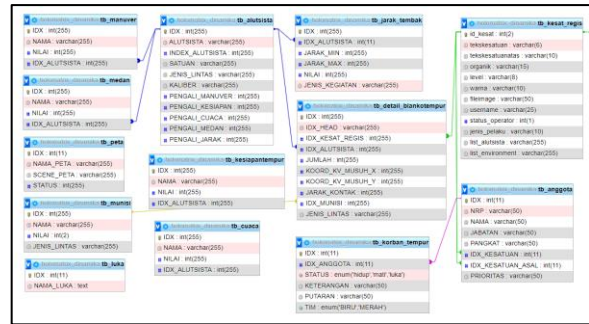 tb_manuver
IDX : int(255)
NAMA : varchar(255)
NILAI : int(255)
IDX_ALUTSISTA : int(255)
tb_medan
IDX : int(255)
NAMA : varchar(255)
NILAI : int(255)
IDX_ALUTSISTA : int(255)
tb_peta
IDX : int(11)
NAMA_PETA : varchar(255)
SCENE_PETA : varchar(255)
STATUS : int(255)
tb_munisi
IDX : int(255)
NAMA : varchar(255)
NILAI : int(2)
JENIS_LINTAS : varchar(255)
tb_luka
IDX : int(11)
NAMA_LUKA : text
tb_alutsista
IDX : int(255)
ALUTSISTA : varchar(255)
INDEX_ALUTSISTA : int(255)
SATUAN : varchar(255)
JENIS_LINTAS : varchar(255)
KALIBER : varchar(255)
PENGALI_MANUVER : int(255)
PENGALI_KESIAPAN : int(255)
PENGALI_CUACA : int(255)
PENGALI_MEDAN : int(255)
PENGALI_JARAK : int(255)
tb_kesiapantempur
IDX : int(255)
NAMA : varchar(255)
NILAI : int(255)
IDX_ALUTSISTA : int(255)
tb_cuaca
IDX : int(255)
NAMA : varchar(255)
NILAI : int(255)
IDX_ALUTSISTA : int(255)
tb_jarak_tembak
IDX : int(255)
IDX_ALUTSISTA : int(11)
JARAK_MIN : int(255)
JARAK_MAX : int(255)
NILAI : int(255)
JENIS_KEGIATAN : varchar(255)
tb_detail_blankotempur
IDX : int(255)
IDX_HEAD : varchar(255)
IDX_KESAT_REGIS : int(255)
IDX_ALUTSISTA : int(255)
JUMLAH : int(255)
KOORD_KV_MUSUH_X : int(255)
KOORD_KV_MUSUH_Y : int(255)
JARAK_KONTAK : int(255)
IDX_MUNISI : int(255)
JENIS_LINTAS : varchar(255)
tb_korban_tempur
IDX : int(11)
IDX_ANGGOTA : int(11)
STATUS : enum('hidup','mati','luka')
KETERANGAN : varchar(50)
PUTARAN : varchar(50)
TIM : enum('BIRU','MERAH')
tb_kesat_regis
id_kesat : int(2)
tekskesatuan : varchar(6)
tekskesatuanatas : varchar(255)
organik : varchar(15)
level : varchar(8)
warna : varchar(10)
fileimage : varchar(50)
username : varchar(25)
status_operator : int(1)
jenis_pelaku : varchar(10)
list_alutsista : varchar(255)
list_environment : varchar(255)
tb_anggota
IDX : int(11)
NRP : varchar(50)
NAMA : varchar(50)
JABATAN : varchar(50)
PANGKAT : varchar(50)
IDX_KESATUAN : int(11)
IDX_KESATUAN_ASAL : int(11)
PRIORITAS : varchar(50)